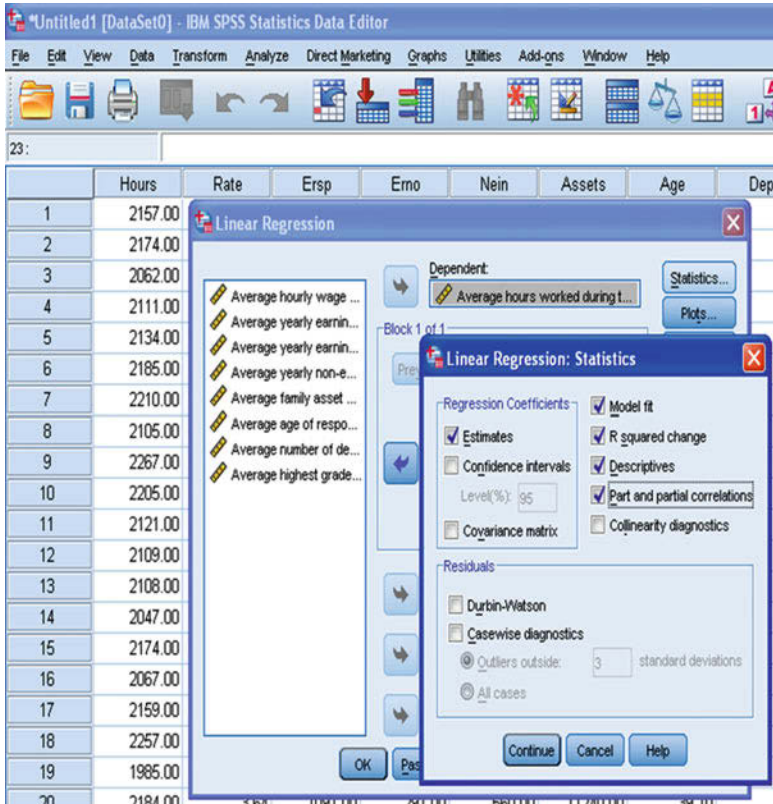 *Untitled1 [DataSet0] - IBM SPSS Statistics Data Editor
File Edit View Data Transform Analyze Direct Marketing Graphs Utilities Add-ons Window Help
23 :
Hours Rate Ersp Erno Nein Assets Age Dep
1 2157.00
2 2174.00
3 2062.00
4 2111.00
5 2134.00
6 2185.00
7 2210.00
8 2105.00
9 2267.00
10 2205.00
11 2121.00
12 2109.00
13 2108.00
14 2047.00
15 2174.00
16 2067.00
17 2159.00
18 2257.00
19 1985.00
20 2184.00
Linear Regression
Average hourly wage ...
Average yearly earnin...
Average yearly earnin...
Average yearly non-e...
Average family asset ...
Average age of respo...
Average number of de...
Average highest grade...
Dependent:
Average hours worked during t...
Block 1 of 1
Statistics...
Plots...
OK
Linear Regression: Statistics
Regression Coefficients
Estimates
Confidence intervals
Level(%): 95
Covariance matrix
Model fit
R squared change
Descriptives
Part and partial correlations
Collinearity diagnostics
Residuals
Durbin-Watson
Casewise diagnostics
Outliers outside: 3 standard deviations
All cases
Continue Cancel Help